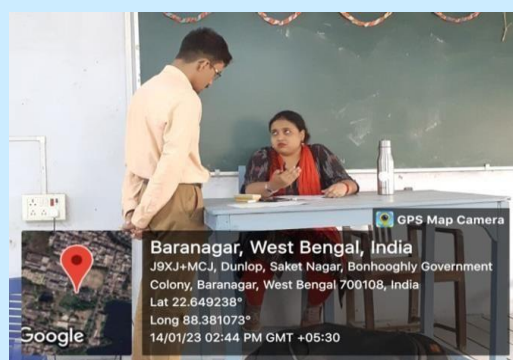 GPS Map Camera
Baranagar, West Bengal, India
J9XJ+MCJ, Dunlop, Saket Nagar, Bonhooghly Government
Colony, Baranagar, West Bengal 700108, India
Lat 22.649238°
Long 88.381073°
14/01/23 02:44 PM GMT +05:30
Google